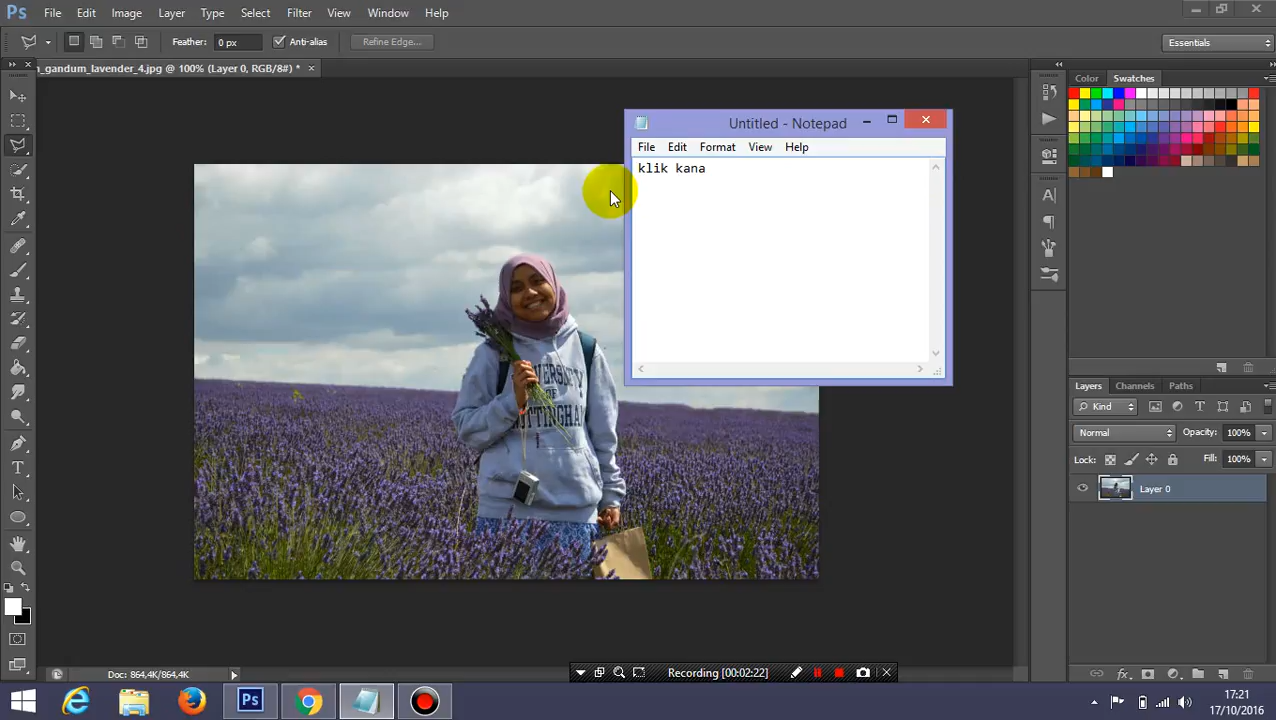 Ps File Edit Image Layer Type Select Filter View Window Help
Feather: 0 px Anti-alias Refine Edge... Essentials
n_gandum_lavender_4.jpg @ 100% (Layer 0, RGB/8#) *
Color Swatches
Untitled - Notepad
File Edit Format View Help
klik kana
OF
Layers Channels Paths
Kind
Normal Opacity: 100%
Lock: Fill: 100%
Layer 0
Doc: 864,4K/864,4K
Recording [00:02:22]
Ps
17:21
17/10/2016